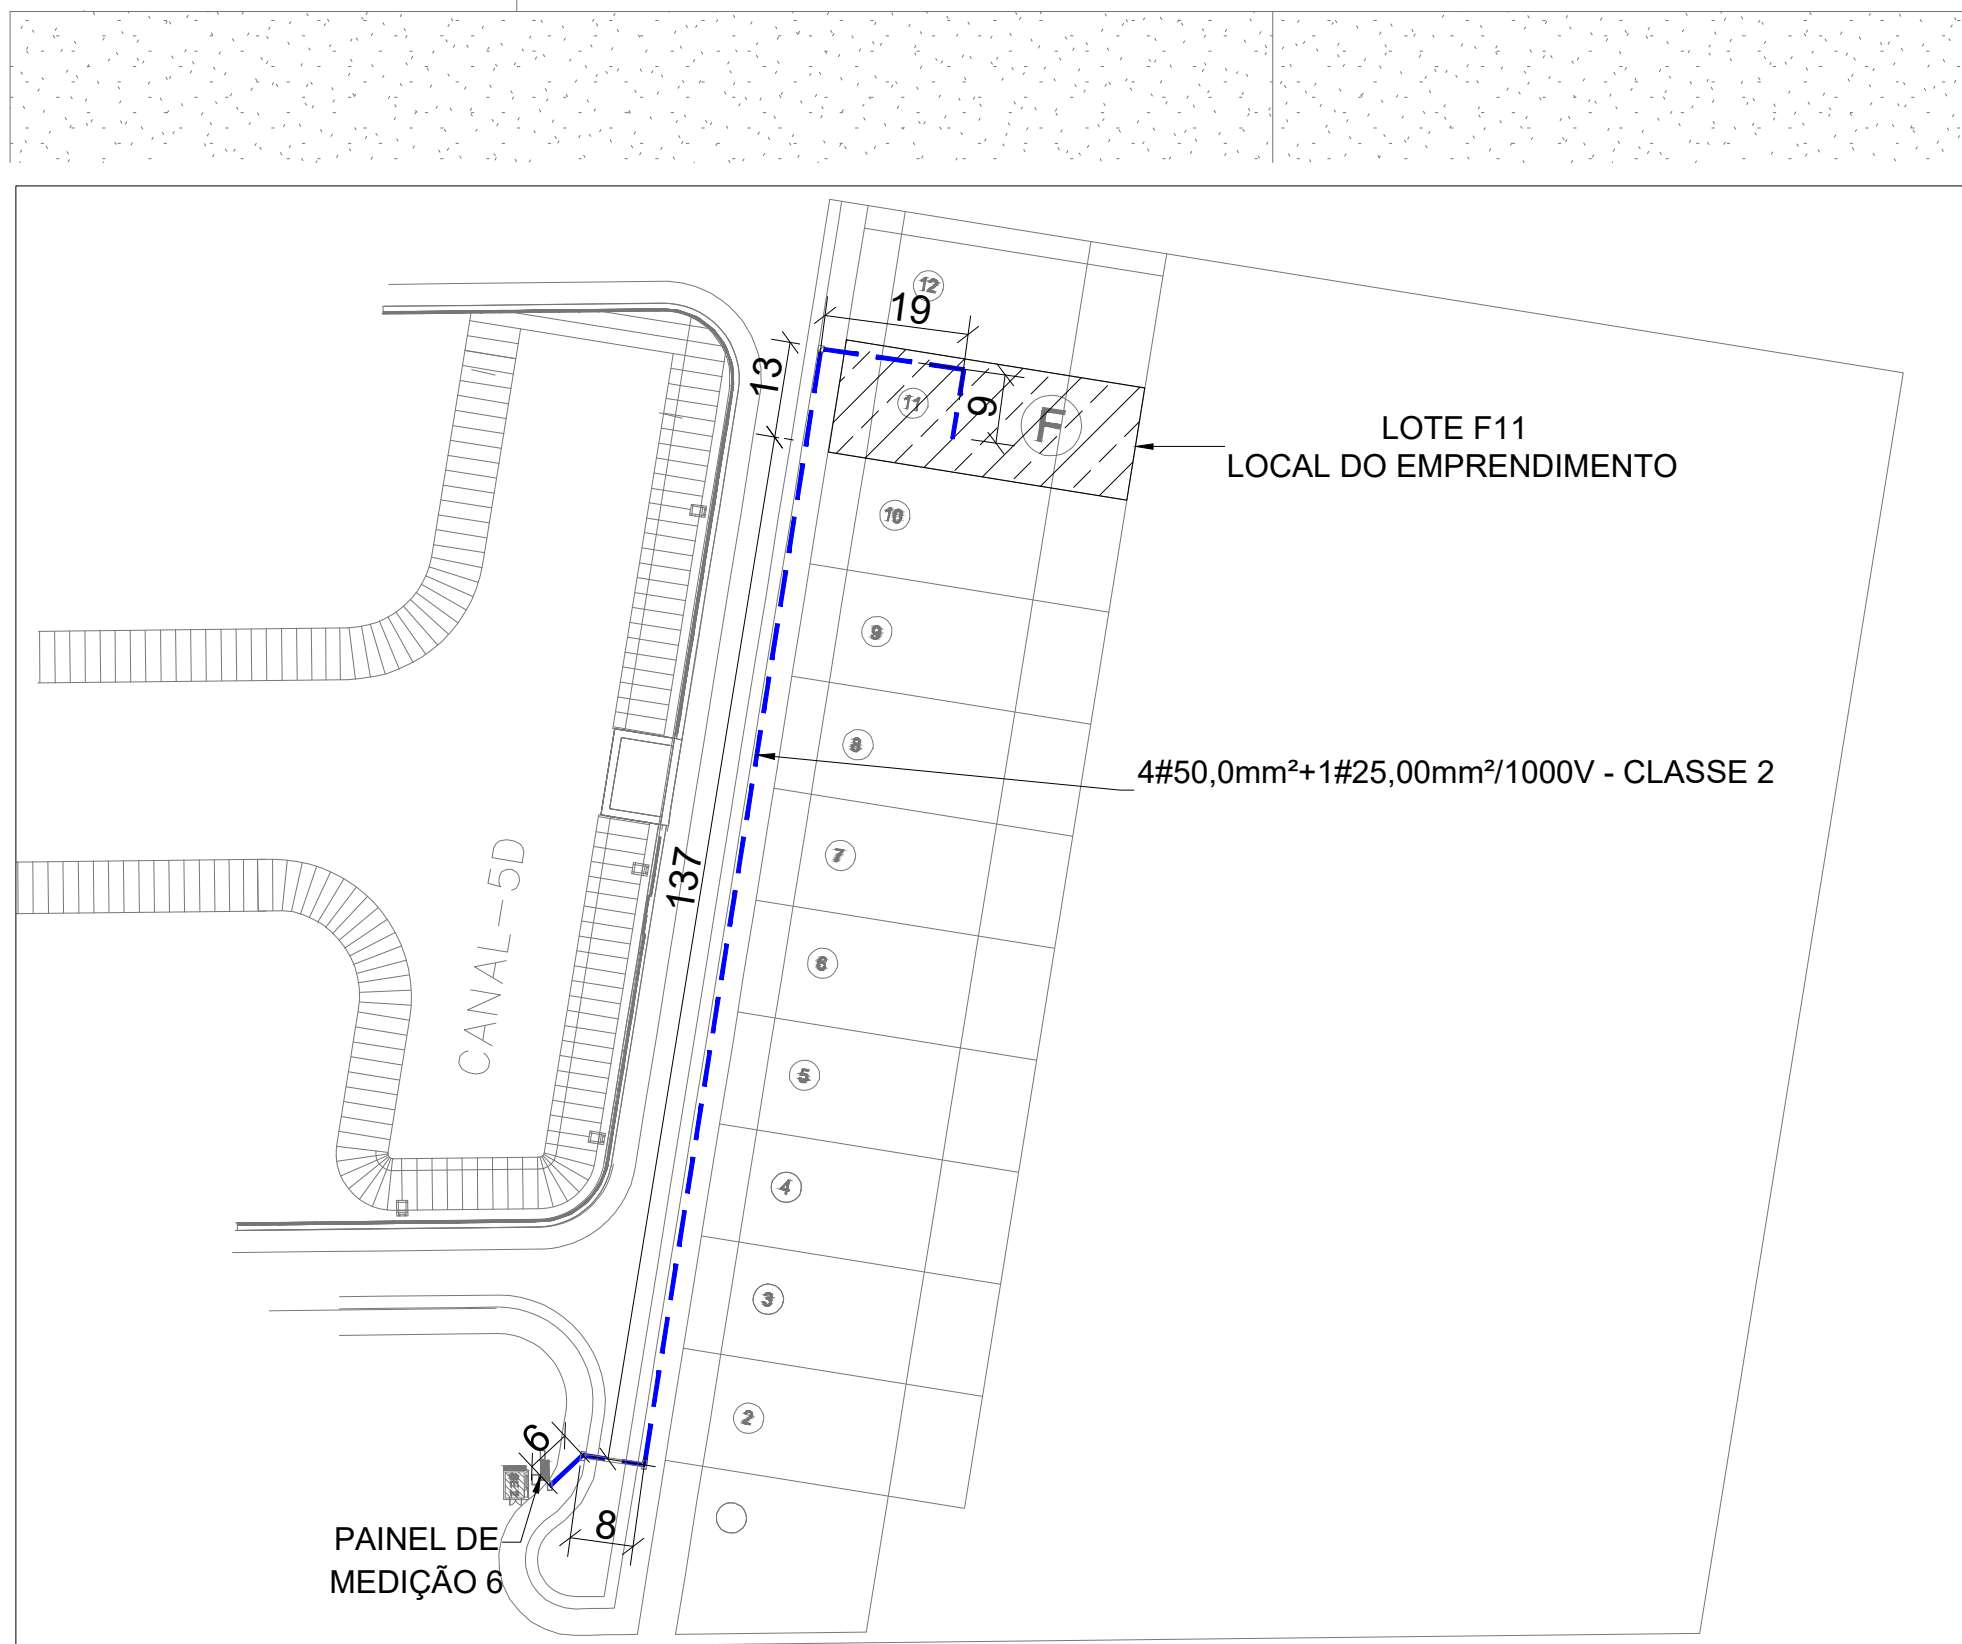 12
19
13
11
9
F
LOTE F11
LOCAL DO EMPRENDIMENTO
10
9
8
4#50,0mm²+1#25,00mm²/1000V - CLASSE 2
7
137
CANAL-5D
6
5
4
3
2
6
8
PAINEL DE
MEDIÇÃO 6